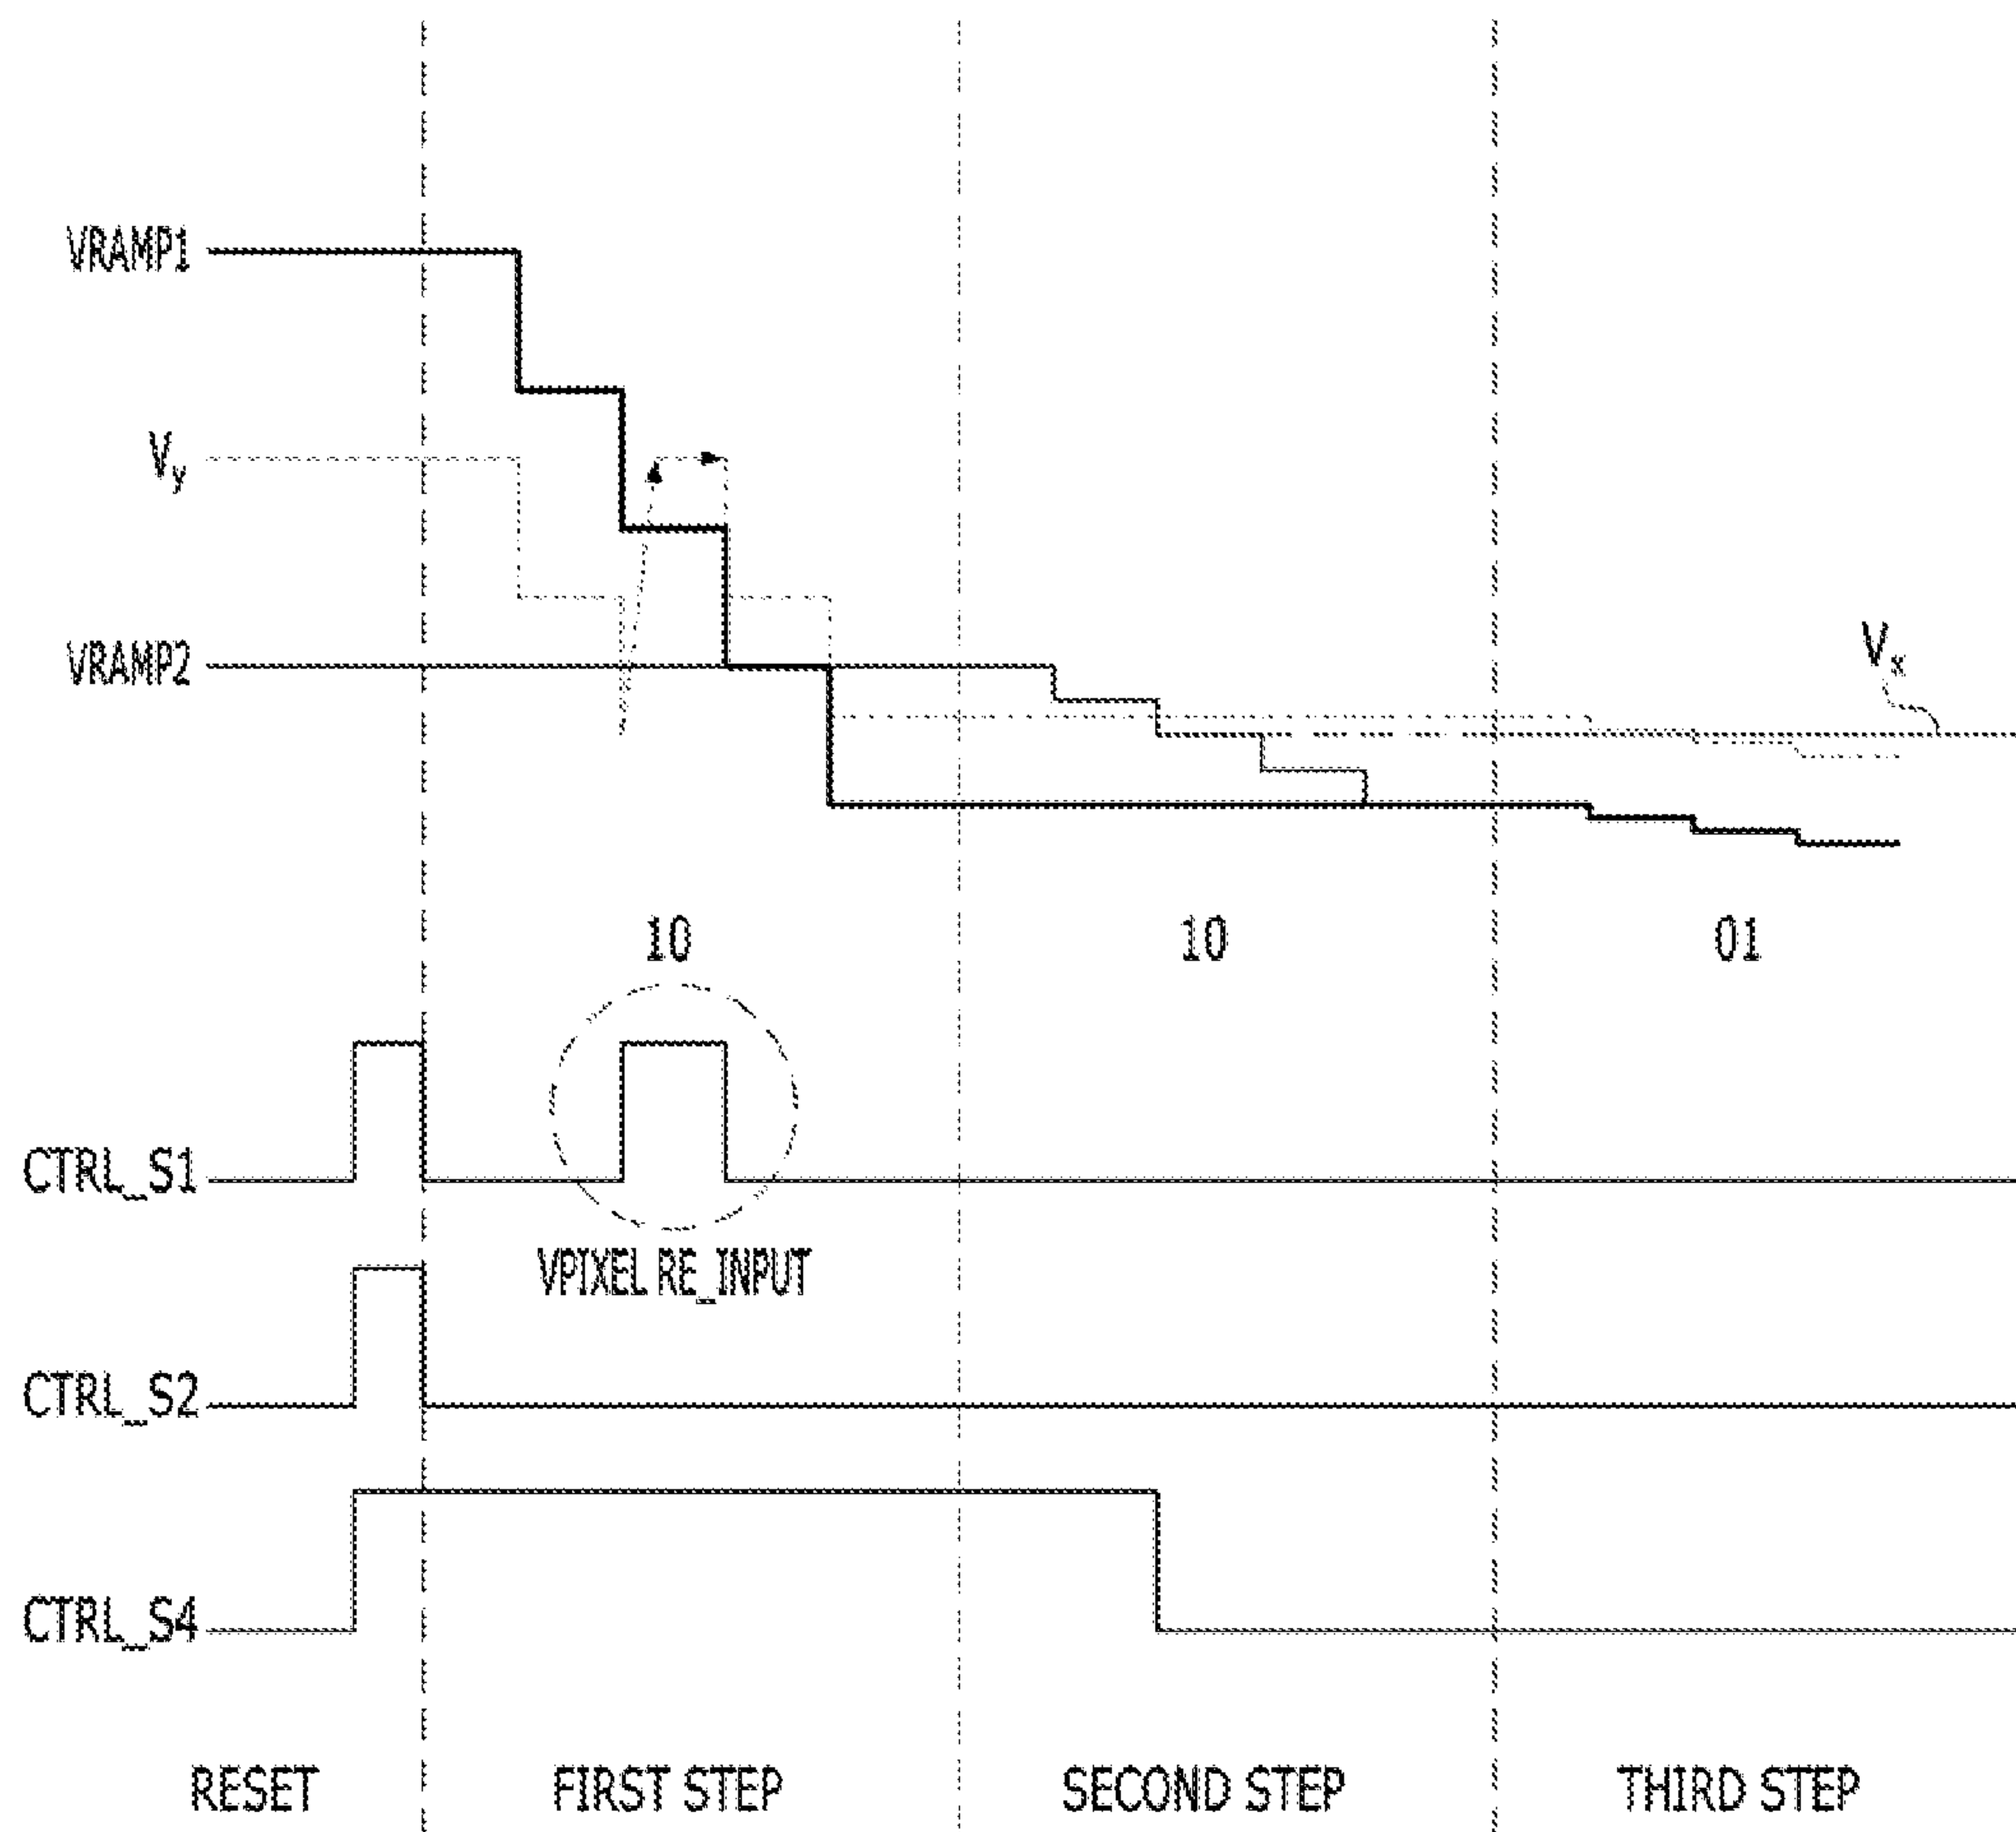 VRAMP1
Vy
VRAMP2
Vx
10 10 01
CTRL_S1
VPIXEL RE_INPUT
CTRL_S2
CTRL_S4
RESET FIRST STEP SECOND STEP THIRD STEP